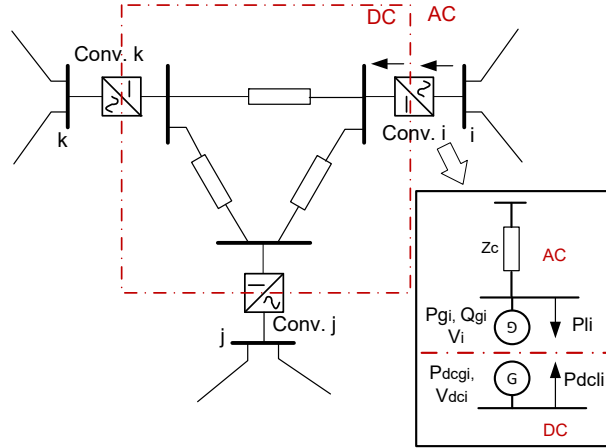 DC AC
Conv. k
k
Conv. i
i
Conv. j
j
Zc
AC
Pgi, Qgi
Vi
G
Pli
Pdcgi,
Vdci
G
Pdcli
DC